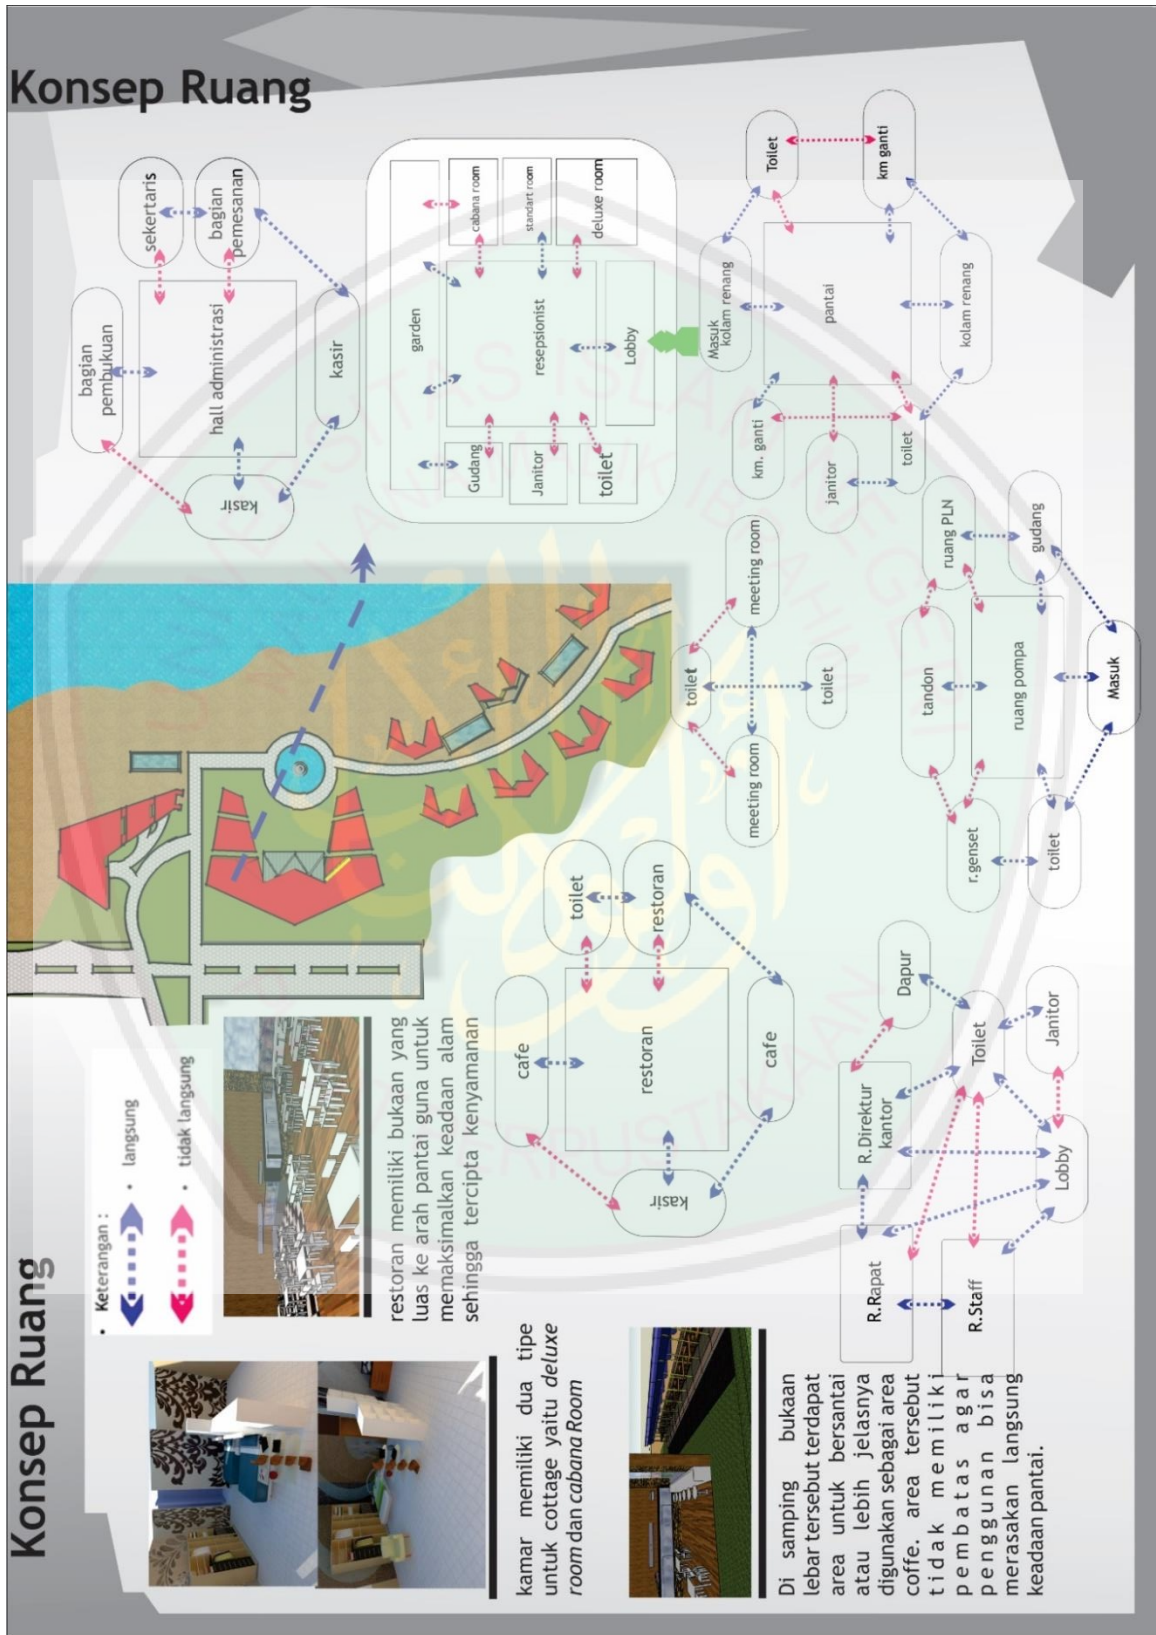 Konsep Ruang
Konsep Ruang
• Keterangan :
• langsung
• tidak langsung
kamar memiliki dua tipe
untuk cottage yaitu deluxe
room dan cabana Room
restoran memiliki bukaan yang
luas ke arah pantai guna untuk
memaksimalkan keadaan alam
sehingga tercipta kenyamanan
Di samping bukaan
lebar tersebut terdapat
area untuk bersantai
atau lebih jelasnya
digunakan sebagai area
coffe. area tersebut
tidak memiliki
pembatas agar
penggunan bisa
merasakan langsung
keadaan pantai.
bagian
pembukuan
sekertaris
bagian
pemesanan
hall administrasi
kasir
kasir
garden
cabana room
standart room
deluxe room
Gudang
Janitor
toilet
resepsionist
Lobby
Masuk
kolam renang
Toilet
km ganti
pantai
km. ganti
janitor
toilet
kolam renang
toilet
meeting room
meeting room
toilet
tandon
ruang PLN
gudang
ruang pompa
r.genset
toilet
Masuk
cafe
toilet
restoran
restoran
kasir
cafe
R.Direktur
kantor
Dapur
Toilet
Janitor
Lobby
R.Rapat
R.Staff